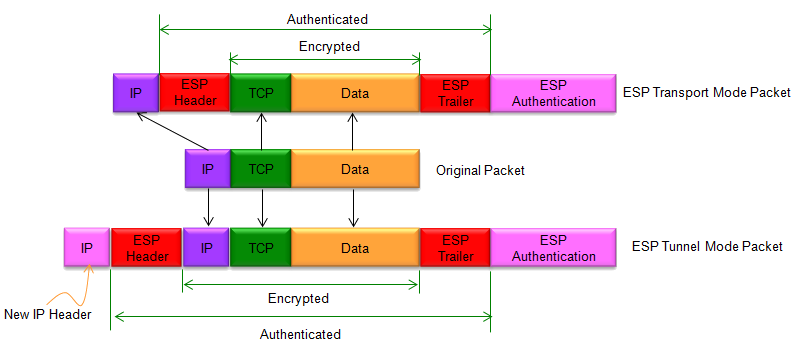 Authenticated
Encrypted
IP ESP Header TCP Data ESP Trailer ESP Authentication ESP Transport Mode Packet
IP TCP Data Original Packet
IP ESP Header IP TCP Data ESP Trailer ESP Authentication ESP Tunnel Mode Packet
Encrypted
New IP Header
Authenticated